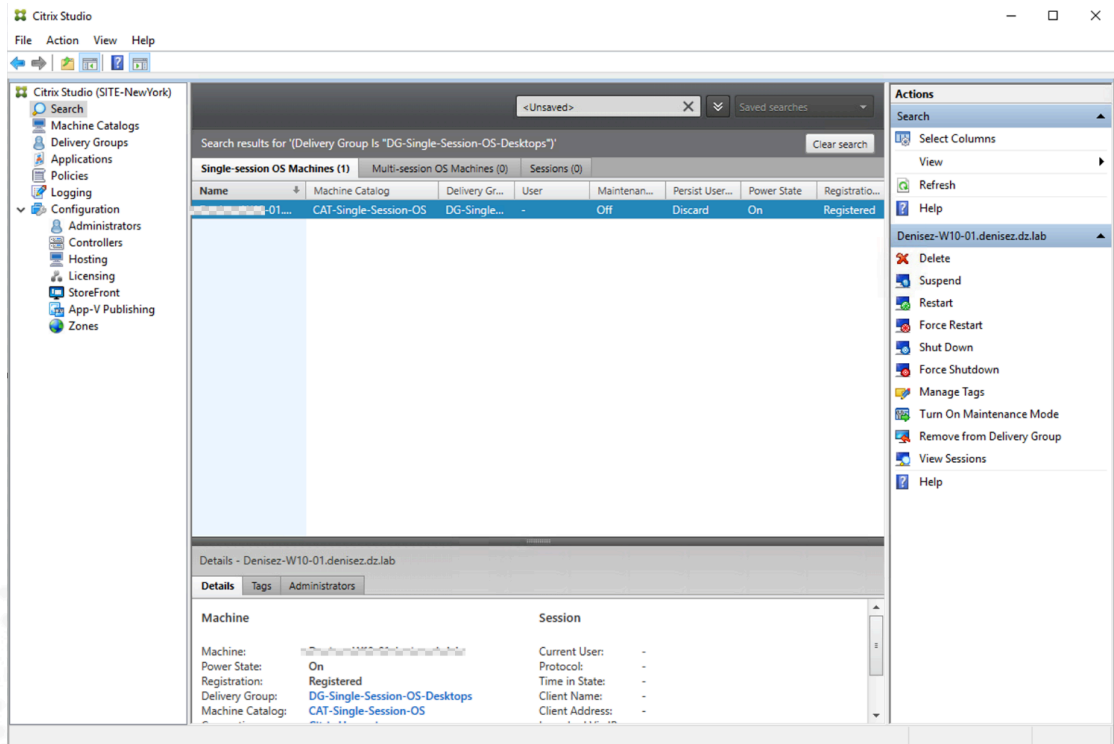 Citrix Studio
File Action View Help
Citrix Studio (SITE-NewYork)
Search
Machine Catalogs
Delivery Groups
Applications
Policies
Logging
Configuration
Administrators
Controllers
Hosting
Licensing
StoreFront
App-V Publishing
Zones
<Unsaved>
Saved searches
Search results for '(Delivery Group Is "DG-Single-Session-OS-Desktops")'
Clear search
Single-session OS Machines (1) Multi-session OS Machines (0) Sessions (0)
Name Machine Catalog Delivery Gr... User Maintenan... Persist User... Power State Registratio...
-01.... CAT-Single-Session-OS DG-Single... - Off Discard On Registered
Details - Denisez-W10-01.denisez.dz.lab
Details Tags Administrators
Machine
Machine:
Power State: On
Registration: Registered
Delivery Group: DG-Single-Session-OS-Desktops
Machine Catalog: CAT-Single-Session-OS
Session
Current User: -
Protocol: -
Time in State: -
Client Name: -
Client Address: -
Actions
Search
Select Columns
View
Refresh
Help
Denisez-W10-01.denisez.dz.lab
Delete
Suspend
Restart
Force Restart
Shut Down
Force Shutdown
Manage Tags
Turn On Maintenance Mode
Remove from Delivery Group
View Sessions
Help